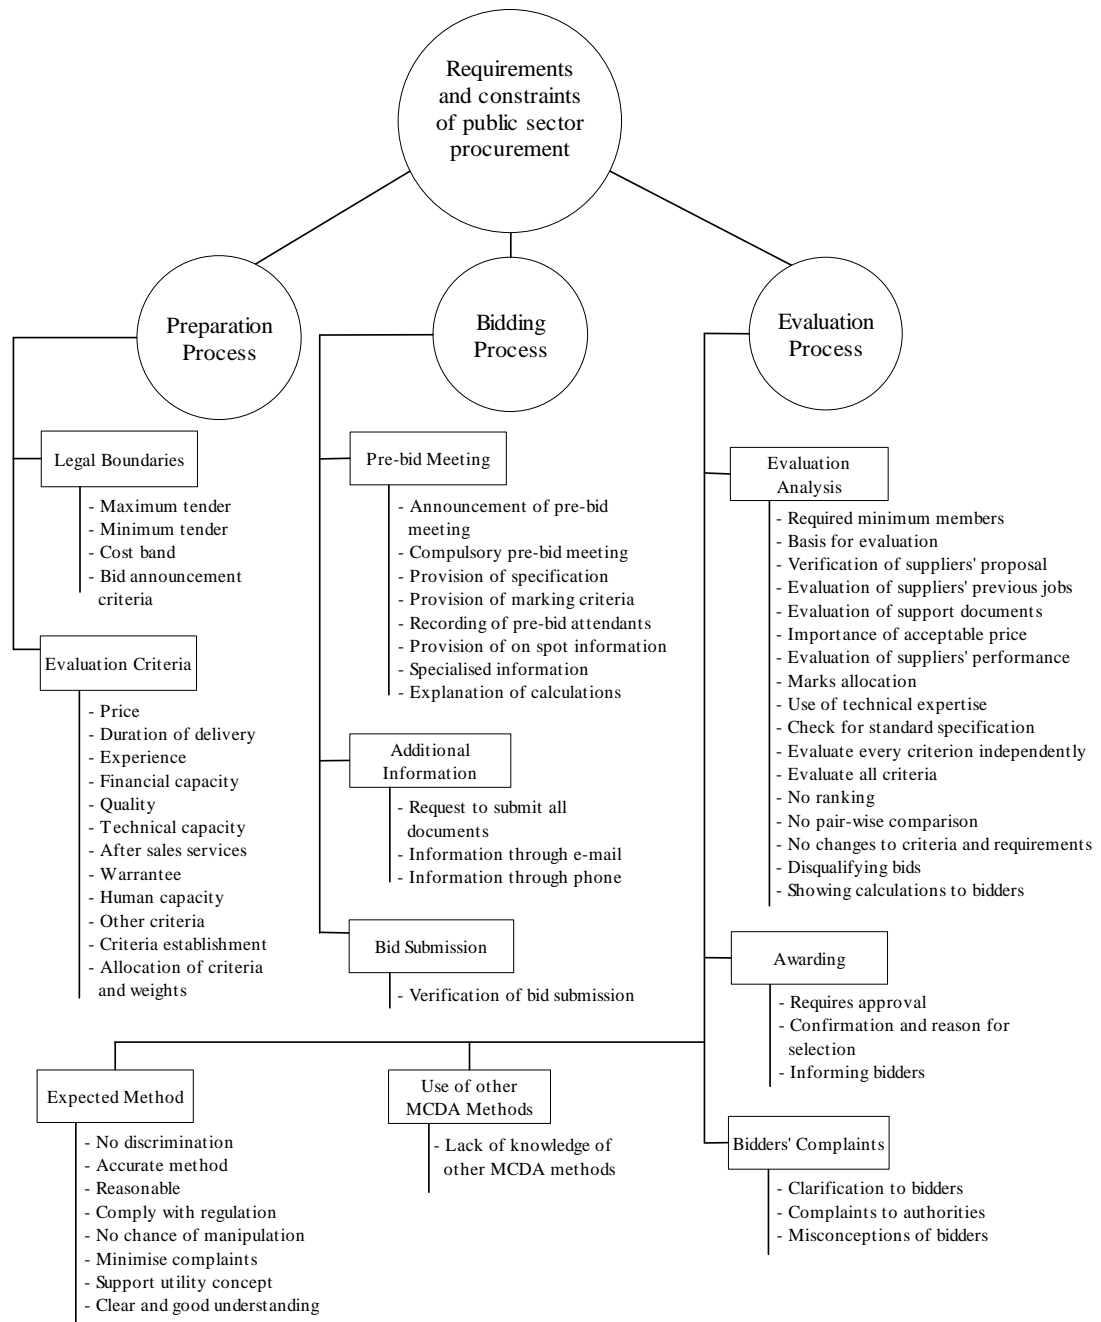 Requirements
and constraints
of public sector
procurement
Preparation
Process
Bidding
Process
Evaluation
Process
Legal Boundaries
- Maximum tender
- Minimum tender
- Cost band
- Bid announcement
criteria
Evaluation Criteria
- Price
- Duration of delivery
- Experience
- Financial capacity
- Quality
- Technical capacity
- After sales services
- Warrantee
- Human capacity
- Other criteria
- Criteria establishment
- Allocation of criteria
and weights
Pre-bid Meeting
- Announcement of pre-bid
meeting
- Compulsory pre-bid meeting
- Provision of specification
- Provision of marking criteria
- Recording of pre-bid attendants
- Provision of on spot information
- Specialised information
- Explanation of calculations
Additional
Information
- Request to submit all
documents
- Information through e-mail
- Information through phone
Bid Submission
- Verification of bid submission
Evaluation
Analysis
- Required minimum members
- Basis for evaluation
- Verification of suppliers' proposal
- Evaluation of suppliers' previous jobs
- Evaluation of support documents
- Importance of acceptable price
- Evaluation of suppliers' performance
- Marks allocation
- Use of technical expertise
- Check for standard specification
- Evaluate every criterion independently
- Evaluate all criteria
- No ranking
- No pair-wise comparison
- No changes to criteria and requirements
- Disqualifying bids
- Showing calculations to bidders
Awarding
- Requires approval
- Confirmation and reason for
selection
- Informing bidders
Bidders' Complaints
- Clarification to bidders
- Complaints to authorities
- Misconceptions of bidders
Expected Method
- No discrimination
- Accurate method
- Reasonable
- Comply with regulation
- No chance of manipulation
- Minimise complaints
- Support utility concept
- Clear and good understanding
Use of other
MCDA Methods
- Lack of knowledge of
other MCDA methods